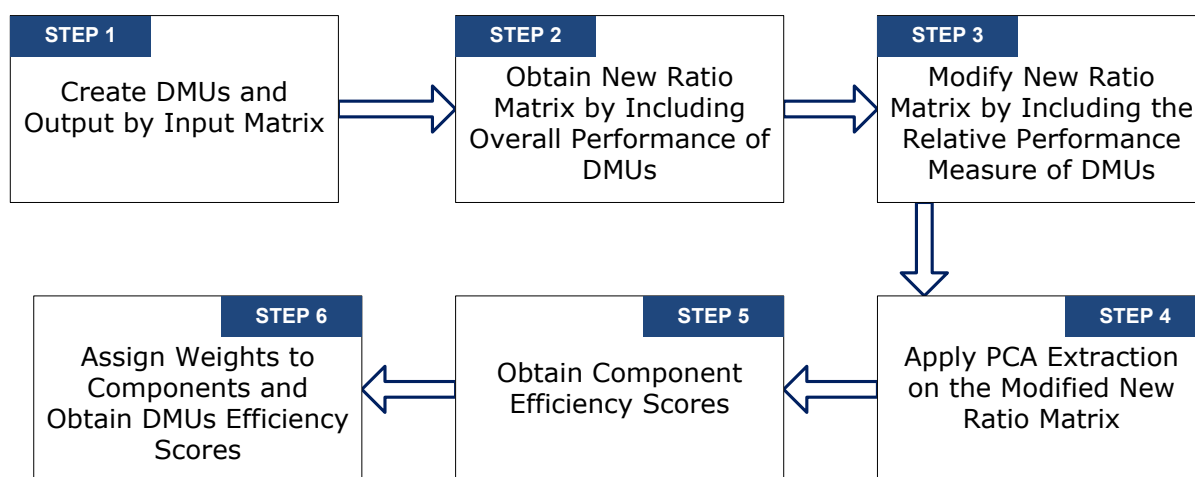 STEP 1
Create DMUs and
Output by Input Matrix
STEP 2
Obtain New Ratio
Matrix by Including
Overall Performance of
DMUs
STEP 3
Modify New Ratio
Matrix by Including the
Relative Performance
Measure of DMUs
STEP 4
Apply PCA Extraction
on the Modified New
Ratio Matrix
STEP 5
Obtain Component
Efficiency Scores
STEP 6
Assign Weights to
Components and
Obtain DMUs Efficiency
Scores